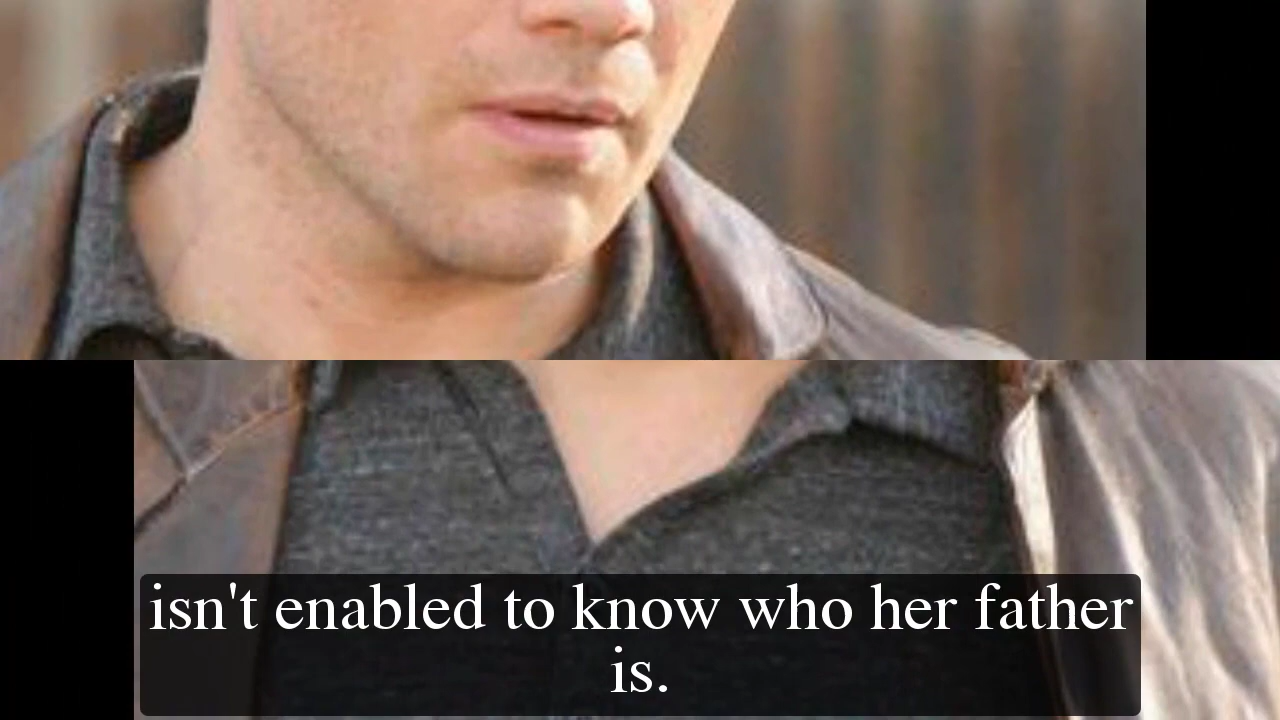 isn't enabled to know who her father
is.